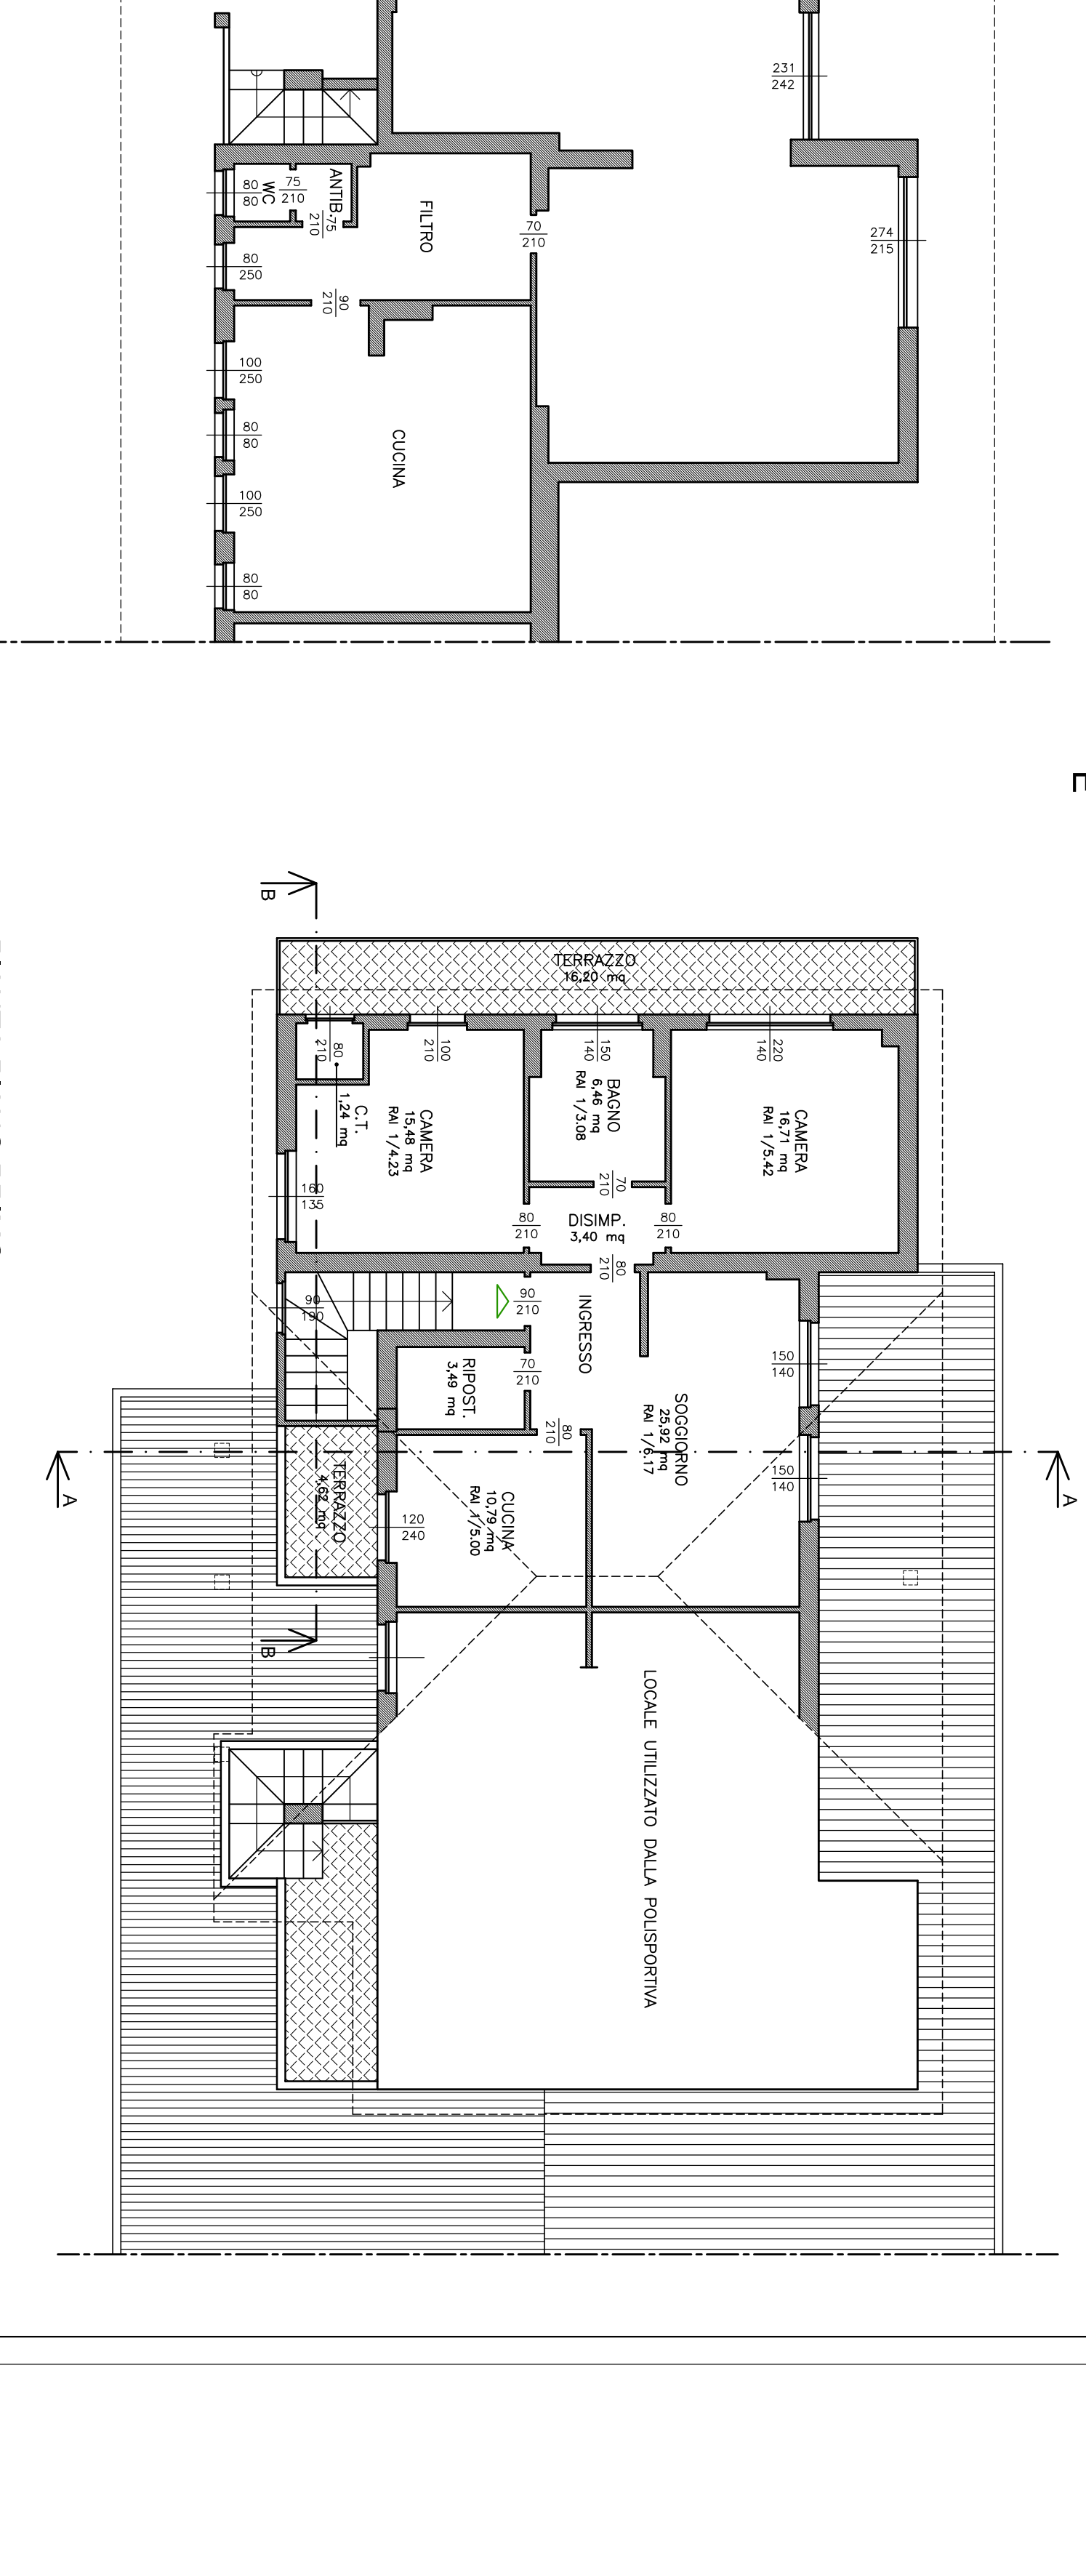 231
242
274
215
80
80
WC
75
210
ANTIB.
75
210
FILTRO
70
210
80
250
90
210
100
250
80
80
CUCINA
100
250
80
80
B
TERRAZZO
16,20 mq
80
210
100
210
150
140
220
140
C.T.
1,24 mq
CAMERA
15,48 mq
RAI 1/4.23
BAGNO
6,46 mq
RAI 1/3.08
CAMERA
16,71 mq
RAI 1/5.42
160
135
70
210
80
210
DISIMP.
3,40 mq
80
210
80
210
90
190
90
210
INGRESSO
RIPOST.
3,49 mq
70
210
150
140
SOGGIORNO
25,92 mq
RAI 1/6.17
80
210
A
A
150
140
TERRAZZO
4,62 mq
120
240
CUCINA
10,79 mq
RAI 1/5.00
B
LOCALE UTILIZZATO DALLA POLISPORTIVA